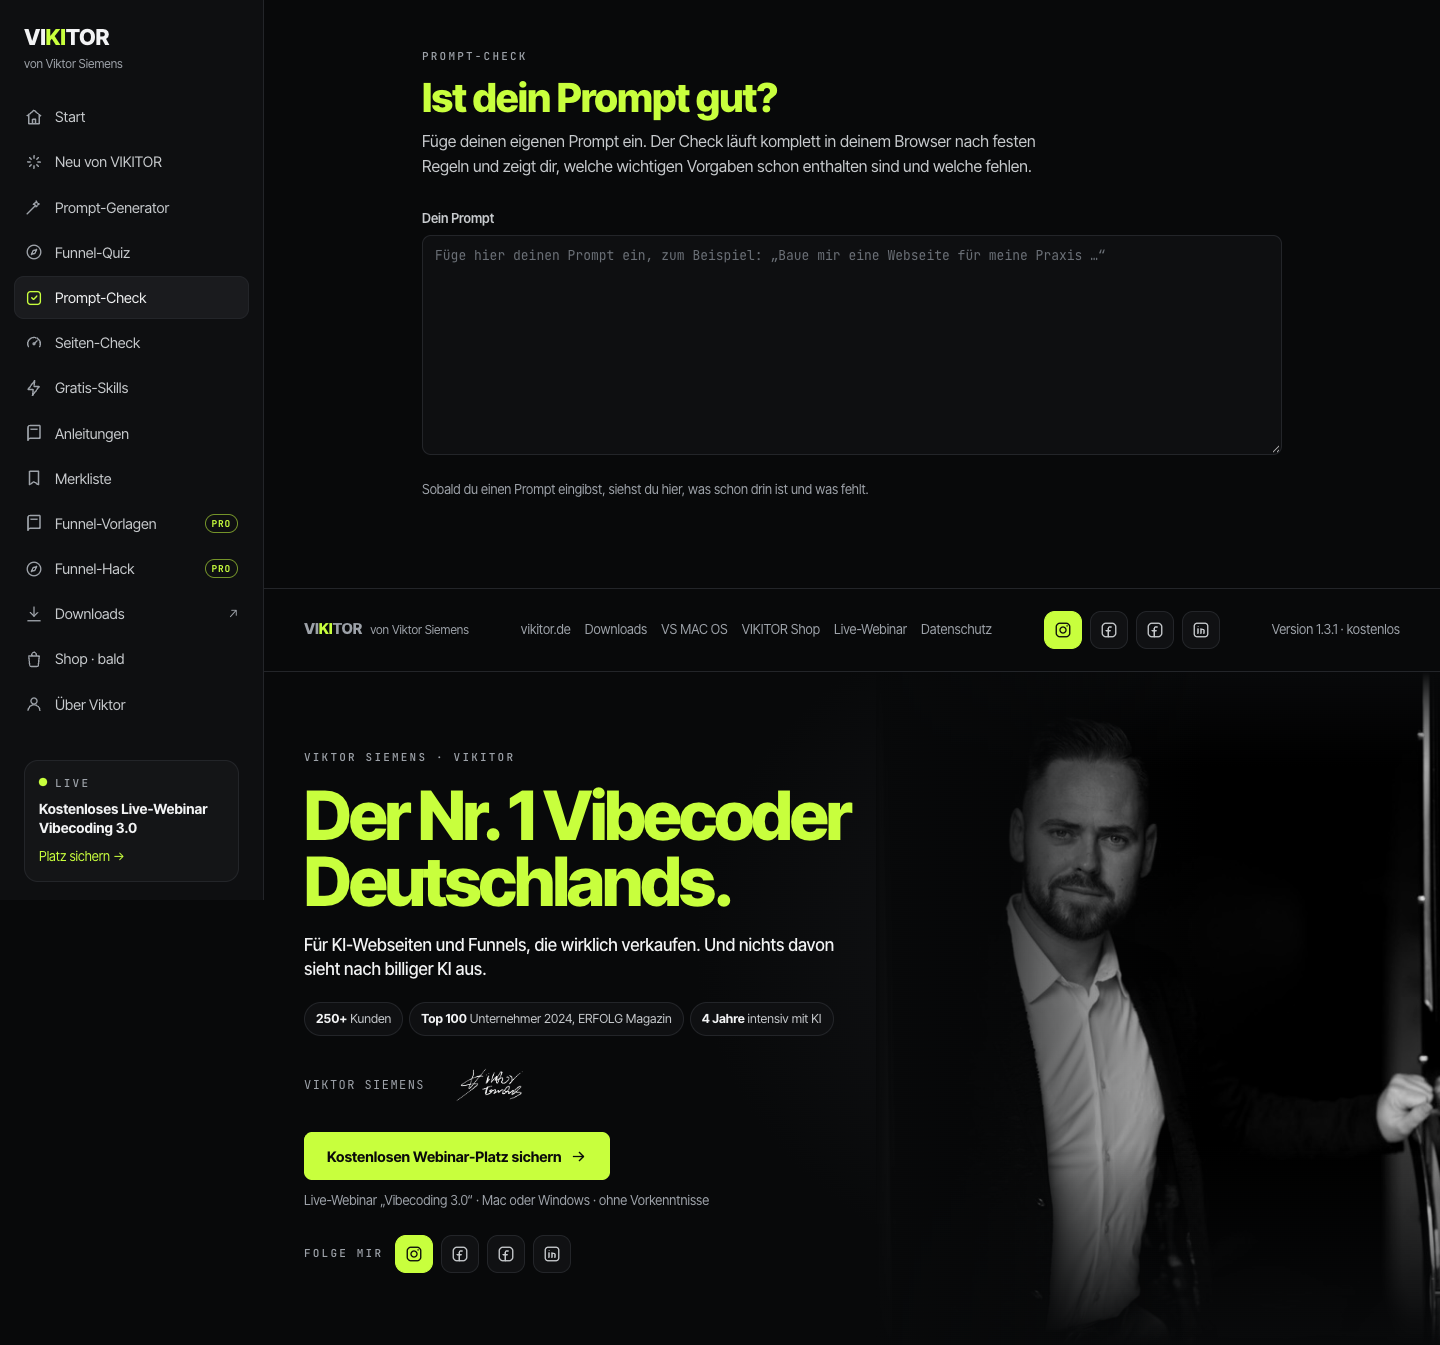 VIKITOR
von Viktor Siemens
Start
Neu von VIKITOR
Prompt-Generator
Funnel-Quiz
Prompt-Check
Seiten-Check
Gratis-Skills
Anleitungen
Merkliste
Funnel-Vorlagen PRO
Funnel-Hack PRO
Downloads
Shop · bald
Über Viktor
LIVE
Kostenloses Live-Webinar
Vibecoding 3.0
Platz sichern →
PROMPT-CHECK
Ist dein Prompt gut?
Füge deinen eigenen Prompt ein. Der Check läuft komplett in deinem Browser nach festen
Regeln und zeigt dir, welche wichtigen Vorgaben schon enthalten sind und welche fehlen.
Dein Prompt
Füge hier deinen Prompt ein, zum Beispiel: „Baue mir eine Webseite für meine Praxis …“
Sobald du einen Prompt eingibst, siehst du hier, was schon drin ist und was fehlt.
VIKITOR von Viktor Siemens vikitor.de Downloads VS MAC OS VIKITOR Shop Live-Webinar Datenschutz Version 1.3.1 · kostenlos
VIKTOR SIEMENS · VIKITOR
Der Nr. 1 Vibecoder
Deutschlands.
Für KI-Webseiten und Funnels, die wirklich verkaufen. Und nichts davon
sieht nach billiger KI aus.
250+ Kunden Top 100 Unternehmer 2024, ERFOLG Magazin 4 Jahre intensiv mit KI
VIKTOR SIEMENS
Kostenlosen Webinar-Platz sichern →
Live-Webinar „Vibecoding 3.0“ · Mac oder Windows · ohne Vorkenntnisse
FOLGE MIR